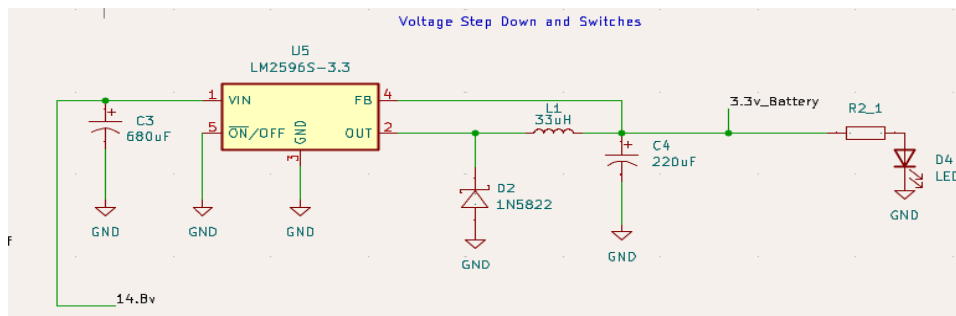 Voltage Step Down and Switches
U5
LM2596S-3.3
1 VIN FB 4
5 ON/OFF GND OUT 2
3
C3
680uF
L1
33uH
3.3v_Battery
R2_1
C4
220uF
D2
1N5822
D4
LED
GND
GND
GND
GND
GND
GND
F
14.8v